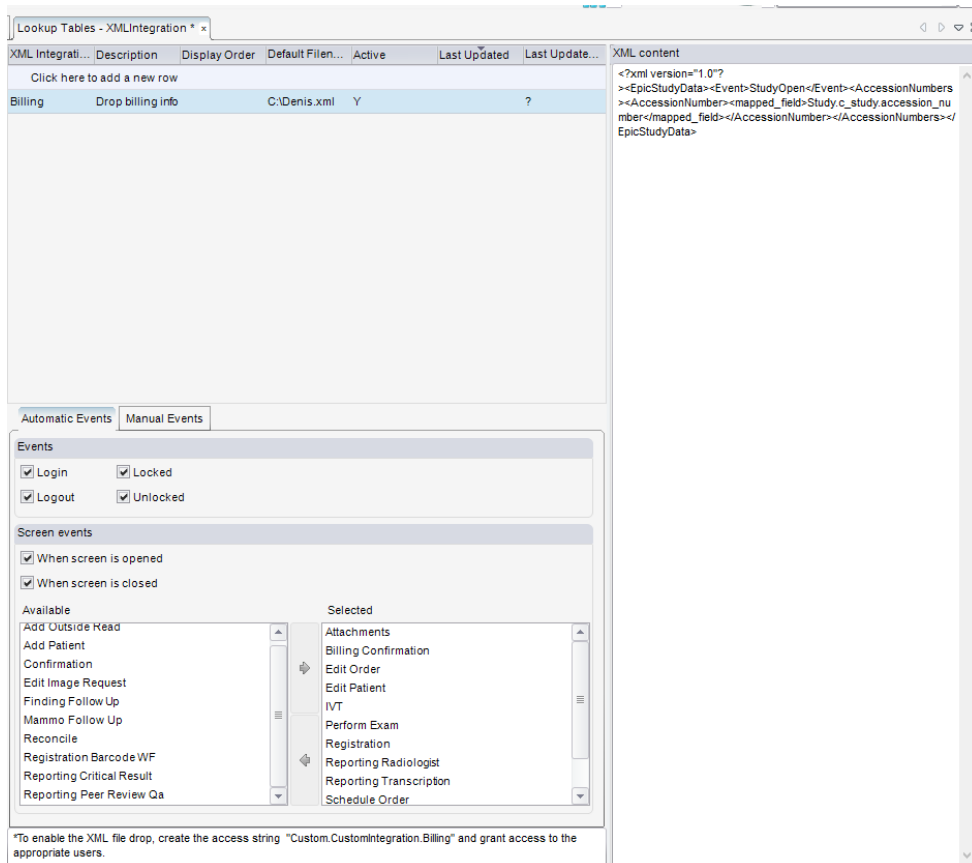 Lookup Tables - XMLIntegration * x
XML Integrati... Description Display Order Default Filen... Active Last Updated Last Update...
Click here to add a new row
Billing Drop billing info C:\Denis.xml Y ?
XML content
<?xml version="1.0"?
><EpicStudyData><Event>StudyOpen</Event><AccessionNumbers
><AccessionNumber><mapped_field>Study.c_study.accession_nu
mber</mapped_field></AccessionNumber></AccessionNumbers></
EpicStudyData>
Automatic Events Manual Events
Events
Login Locked
Logout Unlocked
Screen events
When screen is opened
When screen is closed
Available
Add Outside Read
Add Patient
Confirmation
Edit Image Request
Finding Follow Up
Mammo Follow Up
Reconcile
Registration Barcode WF
Reporting Critical Result
Reporting Peer Review Qa
Selected
Attachments
Billing Confirmation
Edit Order
Edit Patient
IVT
Perform Exam
Registration
Reporting Radiologist
Reporting Transcription
Schedule Order
*To enable the XML file drop, create the access string "Custom.CustomIntegration.Billing" and grant access to the
appropriate users.